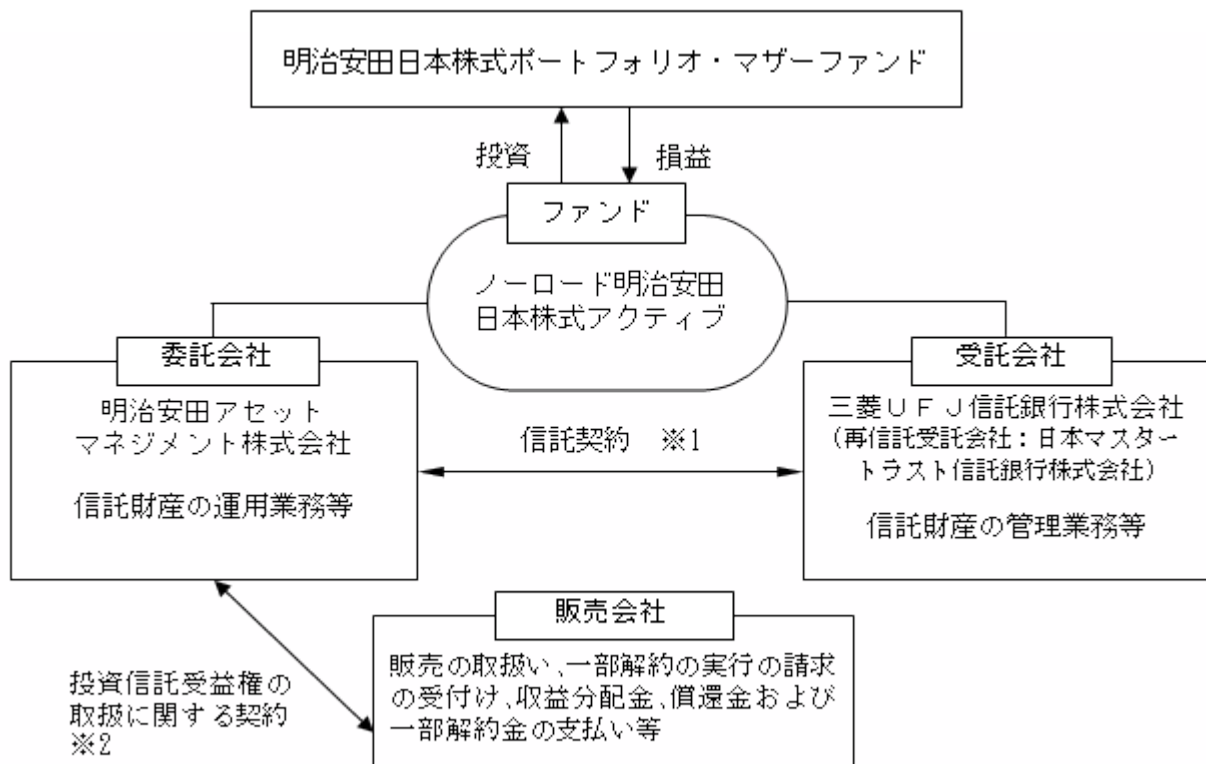 明治安田日本株式ポートフォリオ・マザーファンド
投資
損益
ファンド
ノーロード明治安田
日本株式アクティブ
委託会社
明治安田アセット
マネジメント株式会社
信託財産の運用業務等
信託契約 ※1
受託会社
三菱UFJ信託銀行株式会社
(再信託受託会社:日本マスター
トラスト信託銀行株式会社)
信託財産の管理業務等
投資信託受益権の
取扱に関する契約
※2
販売会社
販売の取扱い、一部解約の実行の請求
の受付け、収益分配金、償還金および
一部解約金の支払い等